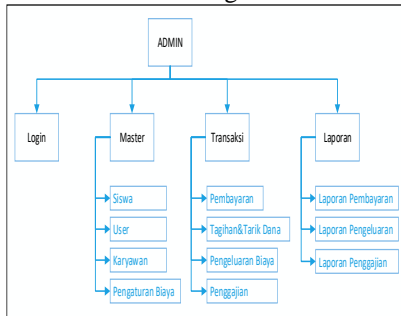 ADMIN
Login
Master
Transaksi
Laporan
Siswa
User
Karyawan
Pengaturan Biaya
Pembayaran
Tagihan&Tarik Dana
Pengeluaran Biaya
Penggajian
Laporan Pembayaran
Laporan Pengeluaran
Laporan Penggajian